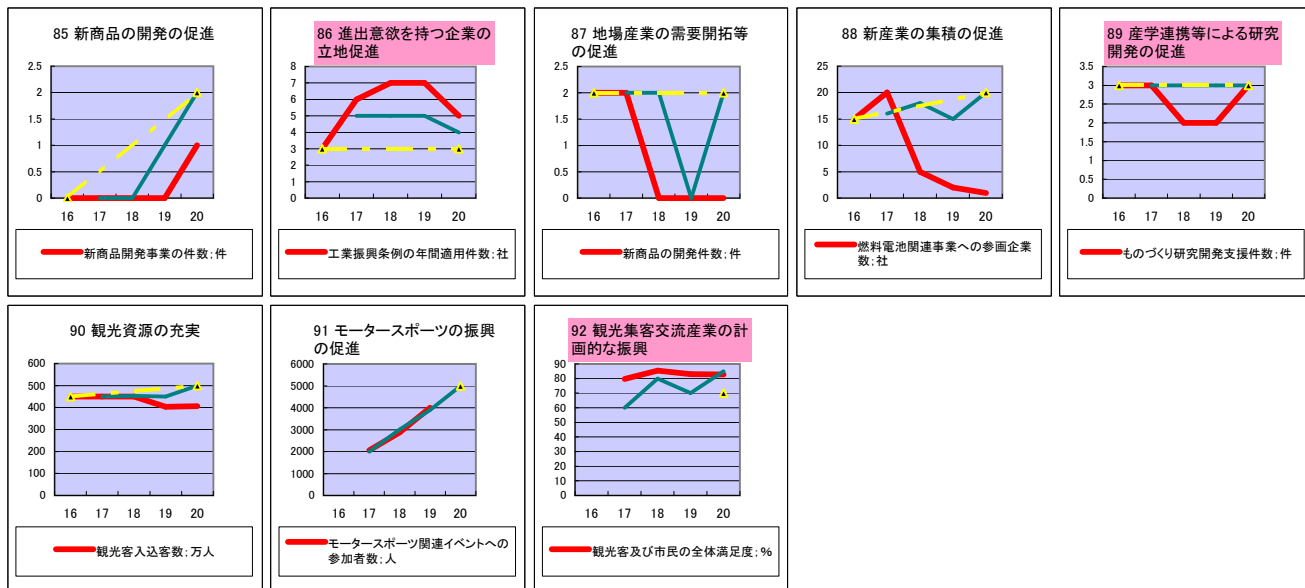 85 新商品の開発の促進
2.5
2
1.5
1
0.5
0
16 17 18 19 20
新商品開発事業の件数;件
86 進出意欲を持つ企業の
立地促進
8
7
6
5
4
3
2
1
0
16 17 18 19 20
工業振興条例の年間適用件数;社
87 地場産業の需要開拓等
の促進
2.5
2
1.5
1
0.5
0
16 17 18 19 20
新商品の開発件数;件
88 新産業の集積の促進
25
20
15
10
5
0
16 17 18 19 20
燃料電池関連事業への参画企業
数;社
89 産学連携等による研究
開発の促進
3.5
3
2.5
2
1.5
1
0.5
0
16 17 18 19 20
ものづくり研究開発支援件数;件
90 観光資源の充実
600
500
400
300
200
100
0
16 17 18 19 20
観光客入込客数;万人
91 モータースポーツの振興
の促進
6000
5000
4000
3000
2000
1000
0
16 17 18 19 20
モータースポーツ関連イベントへの
参加者数;人
92 観光集客交流産業の計
画的な振興
90
80
70
60
50
40
30
20
10
0
16 17 18 19 20
観光客及び市民の全体満足度;%